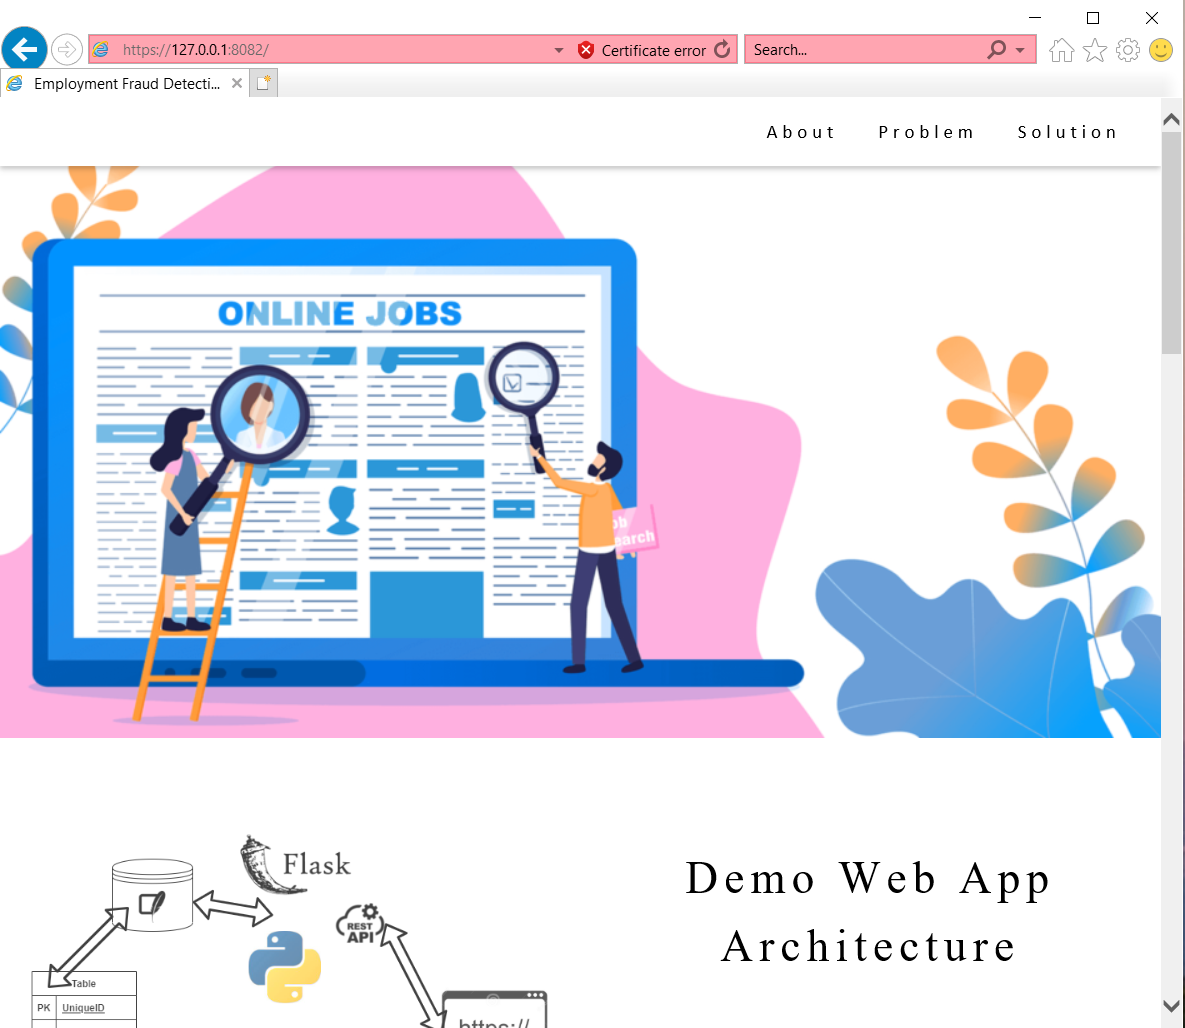 https://127.0.0.1:8082/
Certificate error
Search...
Employment Fraud Detecti...
About
Problem
Solution
ONLINE JOBS
ob
earch
Flask
REST
API
Demo Web App
Architecture
Table
PK
UniqueID
https://